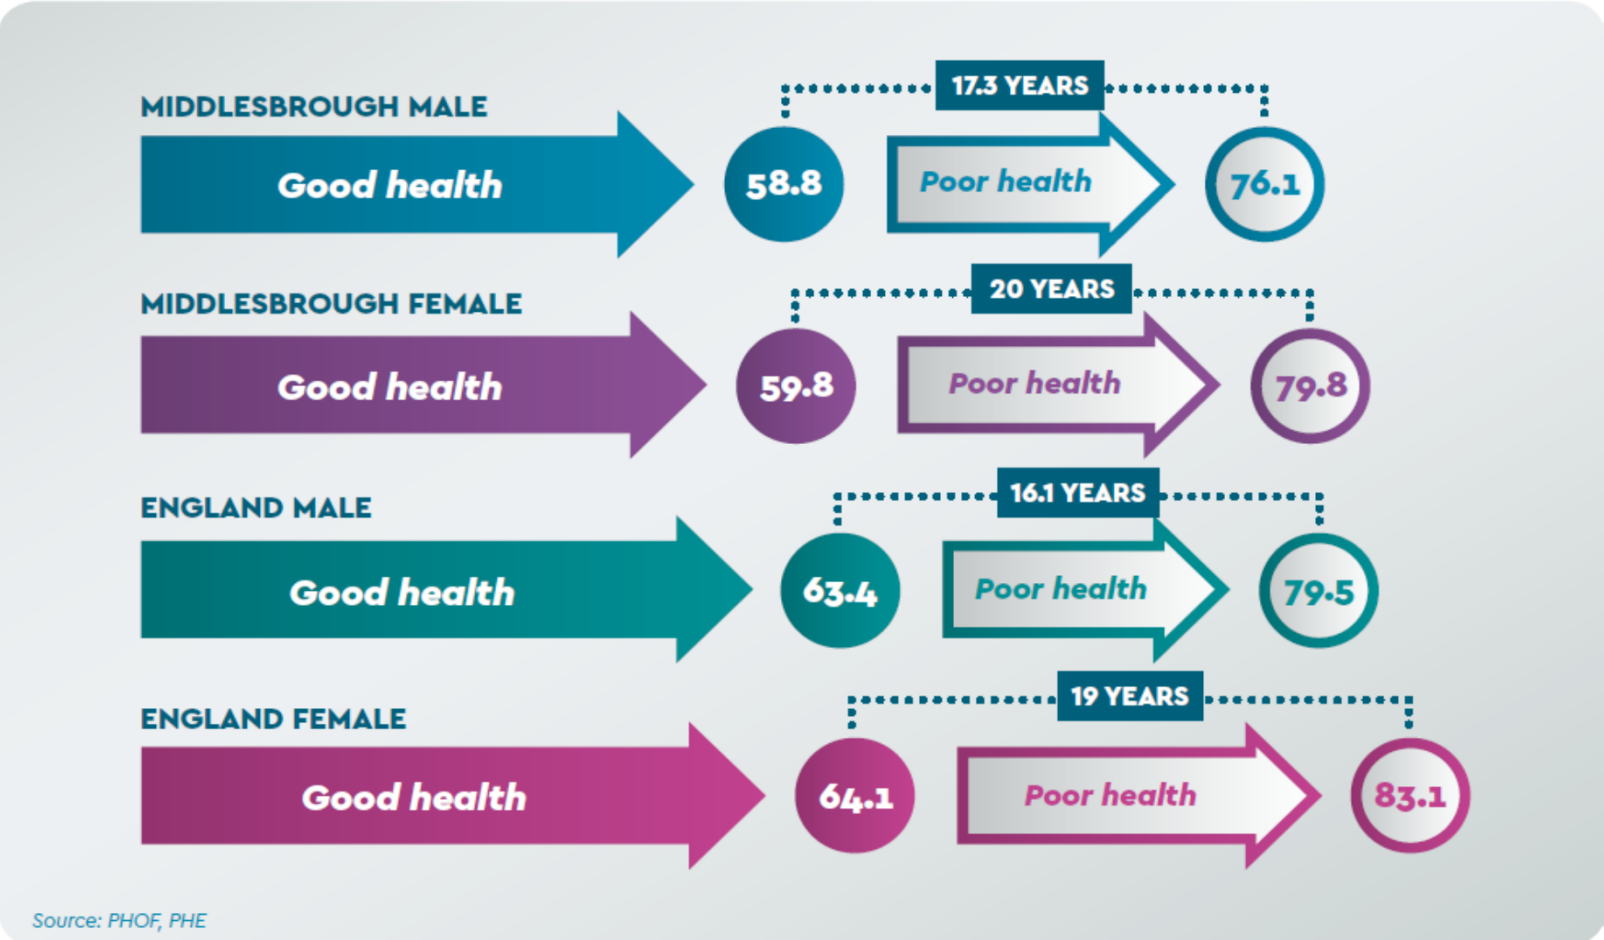 17.3 YEARS
MIDDLESBROUGH MALE
Good health
58.8
Poor health
76.1
20 YEARS
MIDDLESBROUGH FEMALE
Good health
59.8
Poor health
79.8
16.1 YEARS
ENGLAND MALE
Good health
63.4
Poor health
79.5
19 YEARS
ENGLAND FEMALE
Good health
64.1
Poor health
83.1
Source: PHOF, PHE